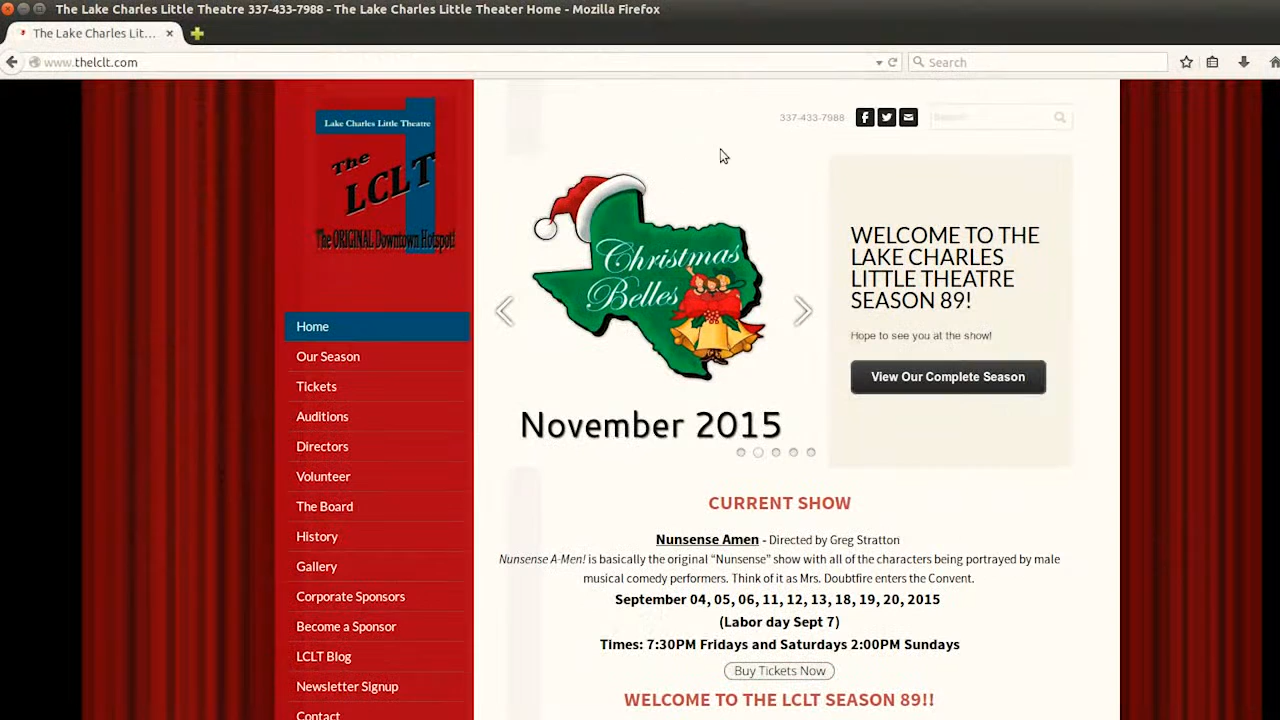 The Lake Charles Little Theatre 337-433-7988 - The Lake Charles Little Theater Home - Mozilla Firefox
The Lake Charles Lit...
www.thelclt.com
Search
Lake Charles Little Theatre
The
LCLT
The ORIGINAL Downtown Hotspot!
337-433-7988
Search
Christmas
Belles
November 2015
WELCOME TO THE
LAKE CHARLES
LITTLE THEATRE
SEASON 89!
Hope to see you at the show!
View Our Complete Season
Home
Our Season
Tickets
Auditions
Directors
Volunteer
The Board
History
Gallery
Corporate Sponsors
Become a Sponsor
LCLT Blog
Newsletter Signup
Contact
CURRENT SHOW
Nunsense Amen - Directed by Greg Stratton
Nunsense A-Men! is basically the original “Nunsense” show with all of the characters being portrayed by male
musical comedy performers. Think of it as Mrs. Doubtfire enters the Convent.
September 04, 05, 06, 11, 12, 13, 18, 19, 20, 2015
(Labor day Sept 7)
Times: 7:30PM Fridays and Saturdays 2:00PM Sundays
Buy Tickets Now
WELCOME TO THE LCLT SEASON 89!!